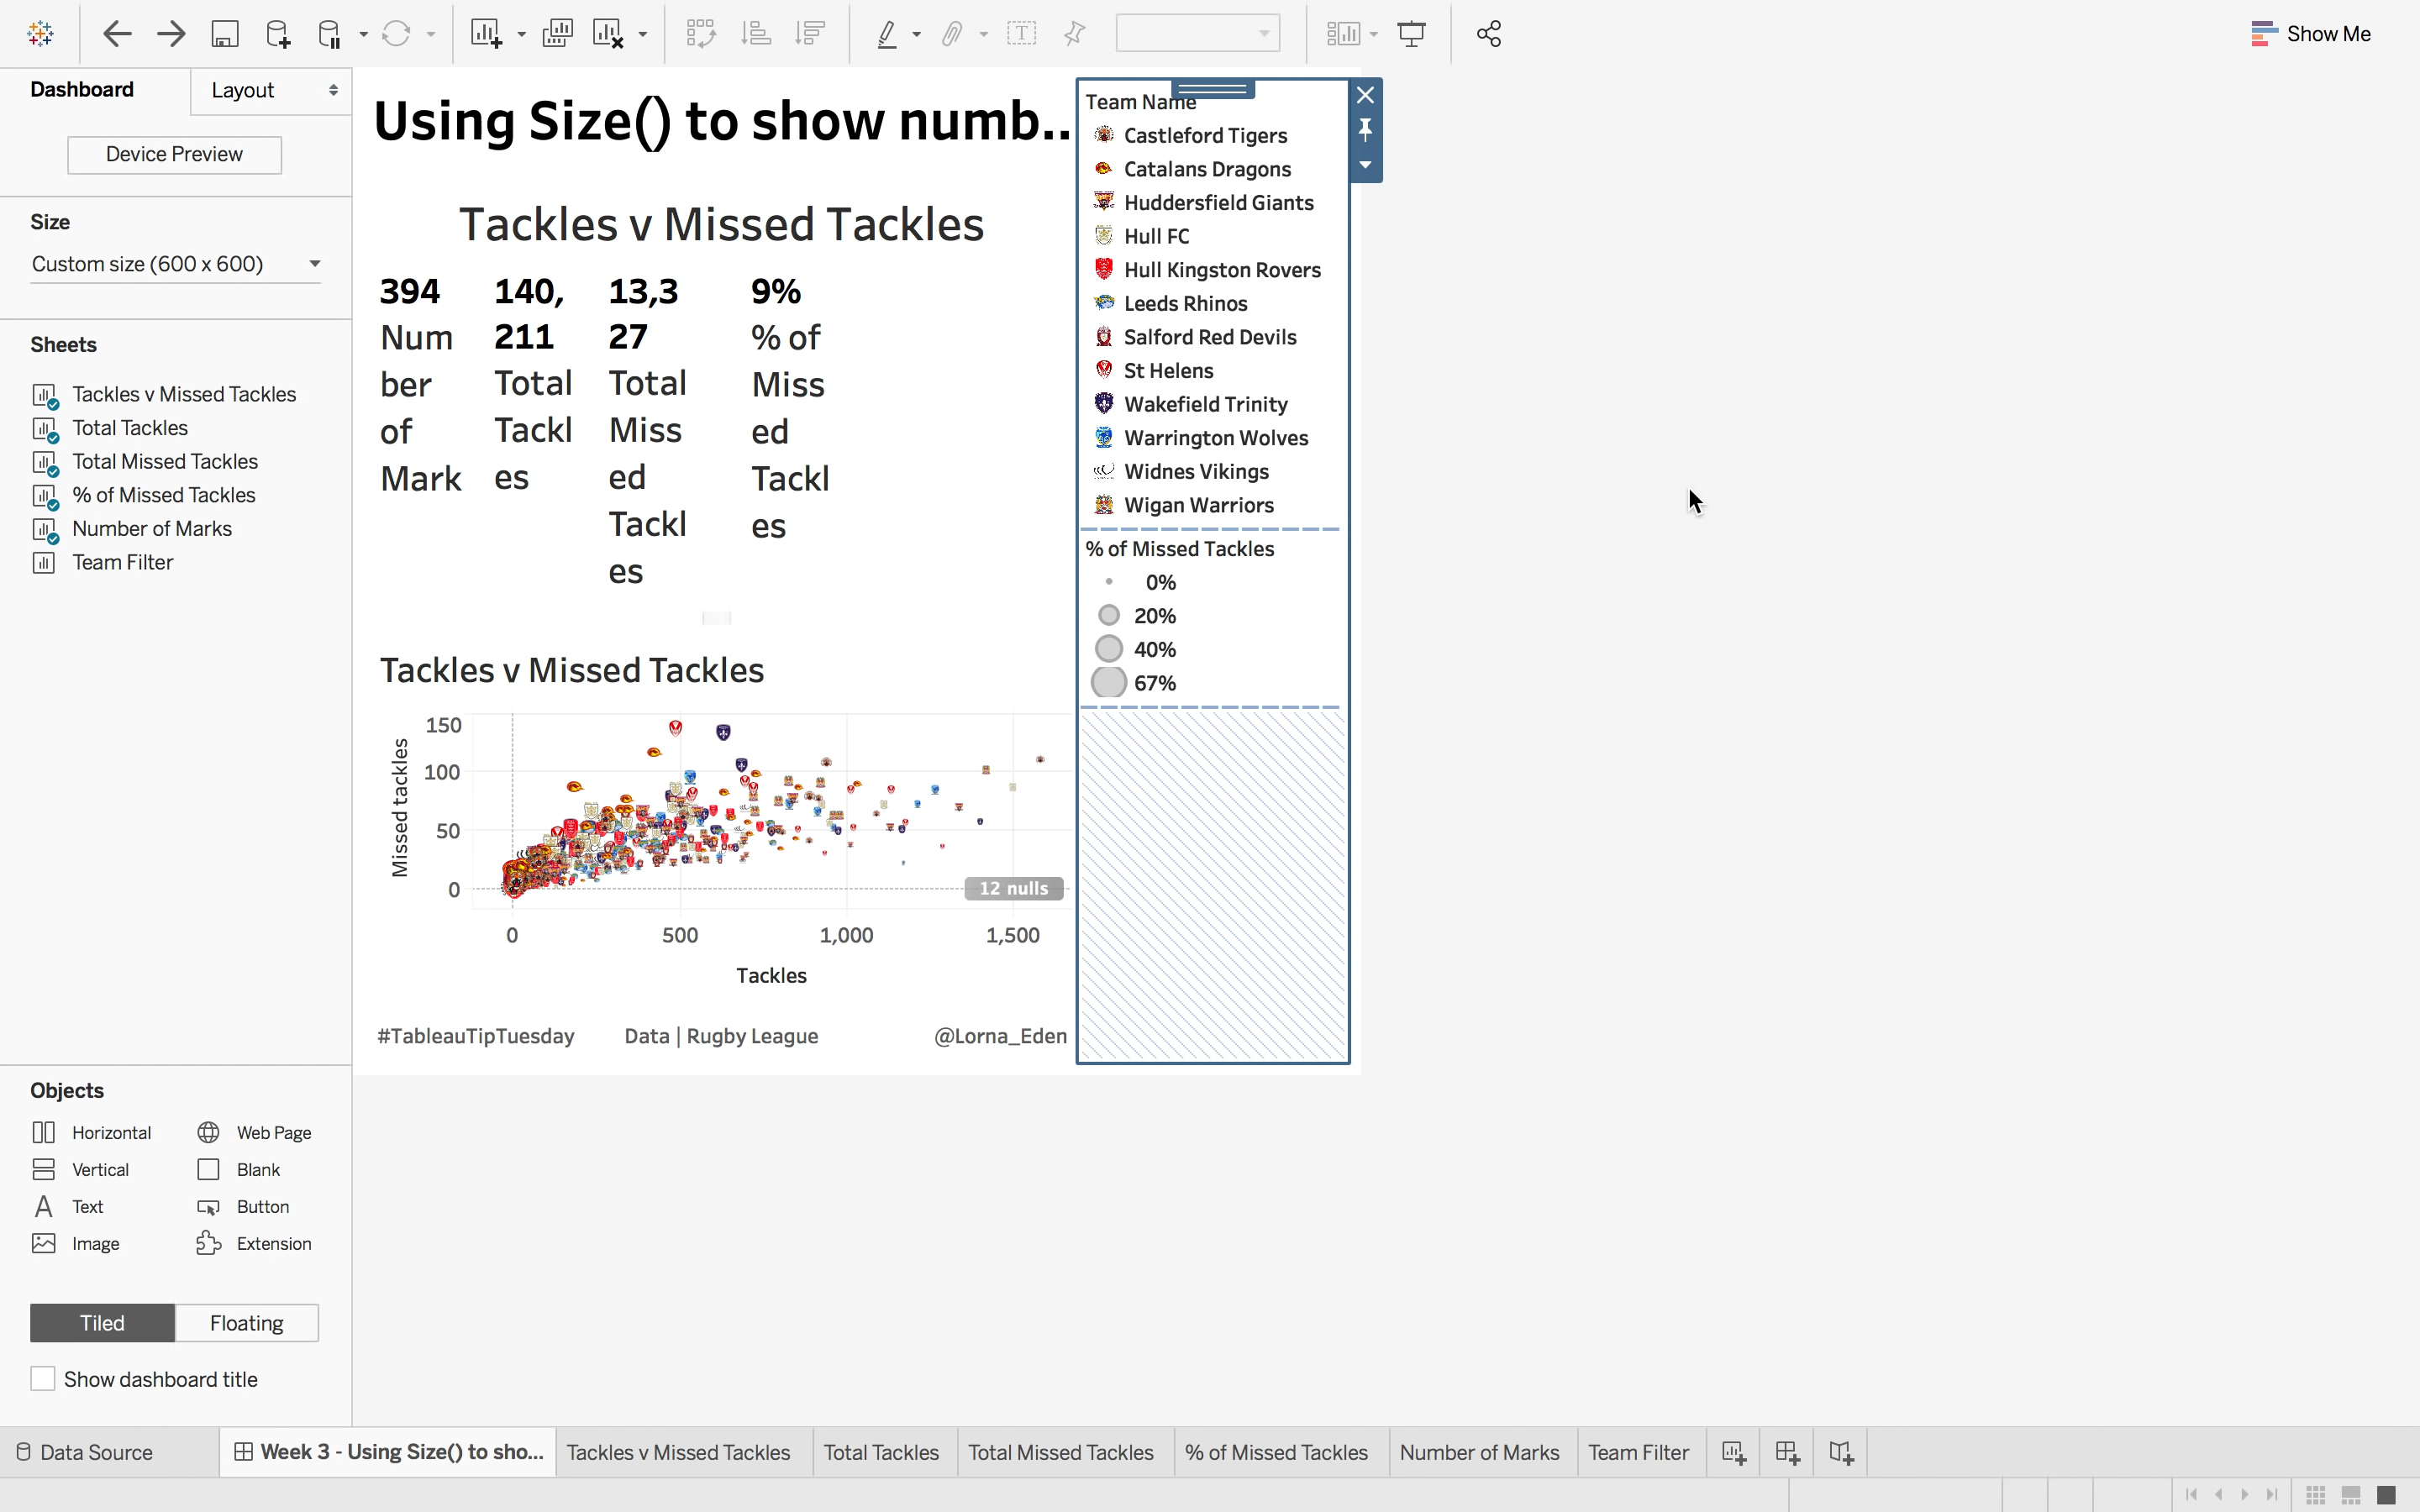 Show Me
Dashboard
Layout
Device Preview
Size
Custom size (600 x 600)
Sheets
Tackles v Missed Tackles
Total Tackles
Total Missed Tackles
% of Missed Tackles
Number of Marks
Team Filter
Objects
Horizontal
Web Page
Vertical
Blank
Text
Button
Image
Extension
Tiled
Floating
Show dashboard title
Using Size() to show numb..
Tackles v Missed Tackles
394
Num
ber
of
Mark
140,
211
Total
Tackl
es
13,3
27
Total
Miss
ed
Tackl
es
9%
% of
Miss
ed
Tackl
es
Tackles v Missed Tackles
Missed tackles
150
100
50
0
12 nulls
0
500
1,000
1,500
Tackles
#TableauTipTuesday
Data | Rugby League
@Lorna_Eden
Team Name
Castleford Tigers
Catalans Dragons
Huddersfield Giants
Hull FC
Hull Kingston Rovers
Leeds Rhinos
Salford Red Devils
St Helens
Wakefield Trinity
Warrington Wolves
Widnes Vikings
Wigan Warriors
% of Missed Tackles
0%
20%
40%
67%
Data Source
Week 3 - Using Size() to sho...
Tackles v Missed Tackles
Total Tackles
Total Missed Tackles
% of Missed Tackles
Number of Marks
Team Filter